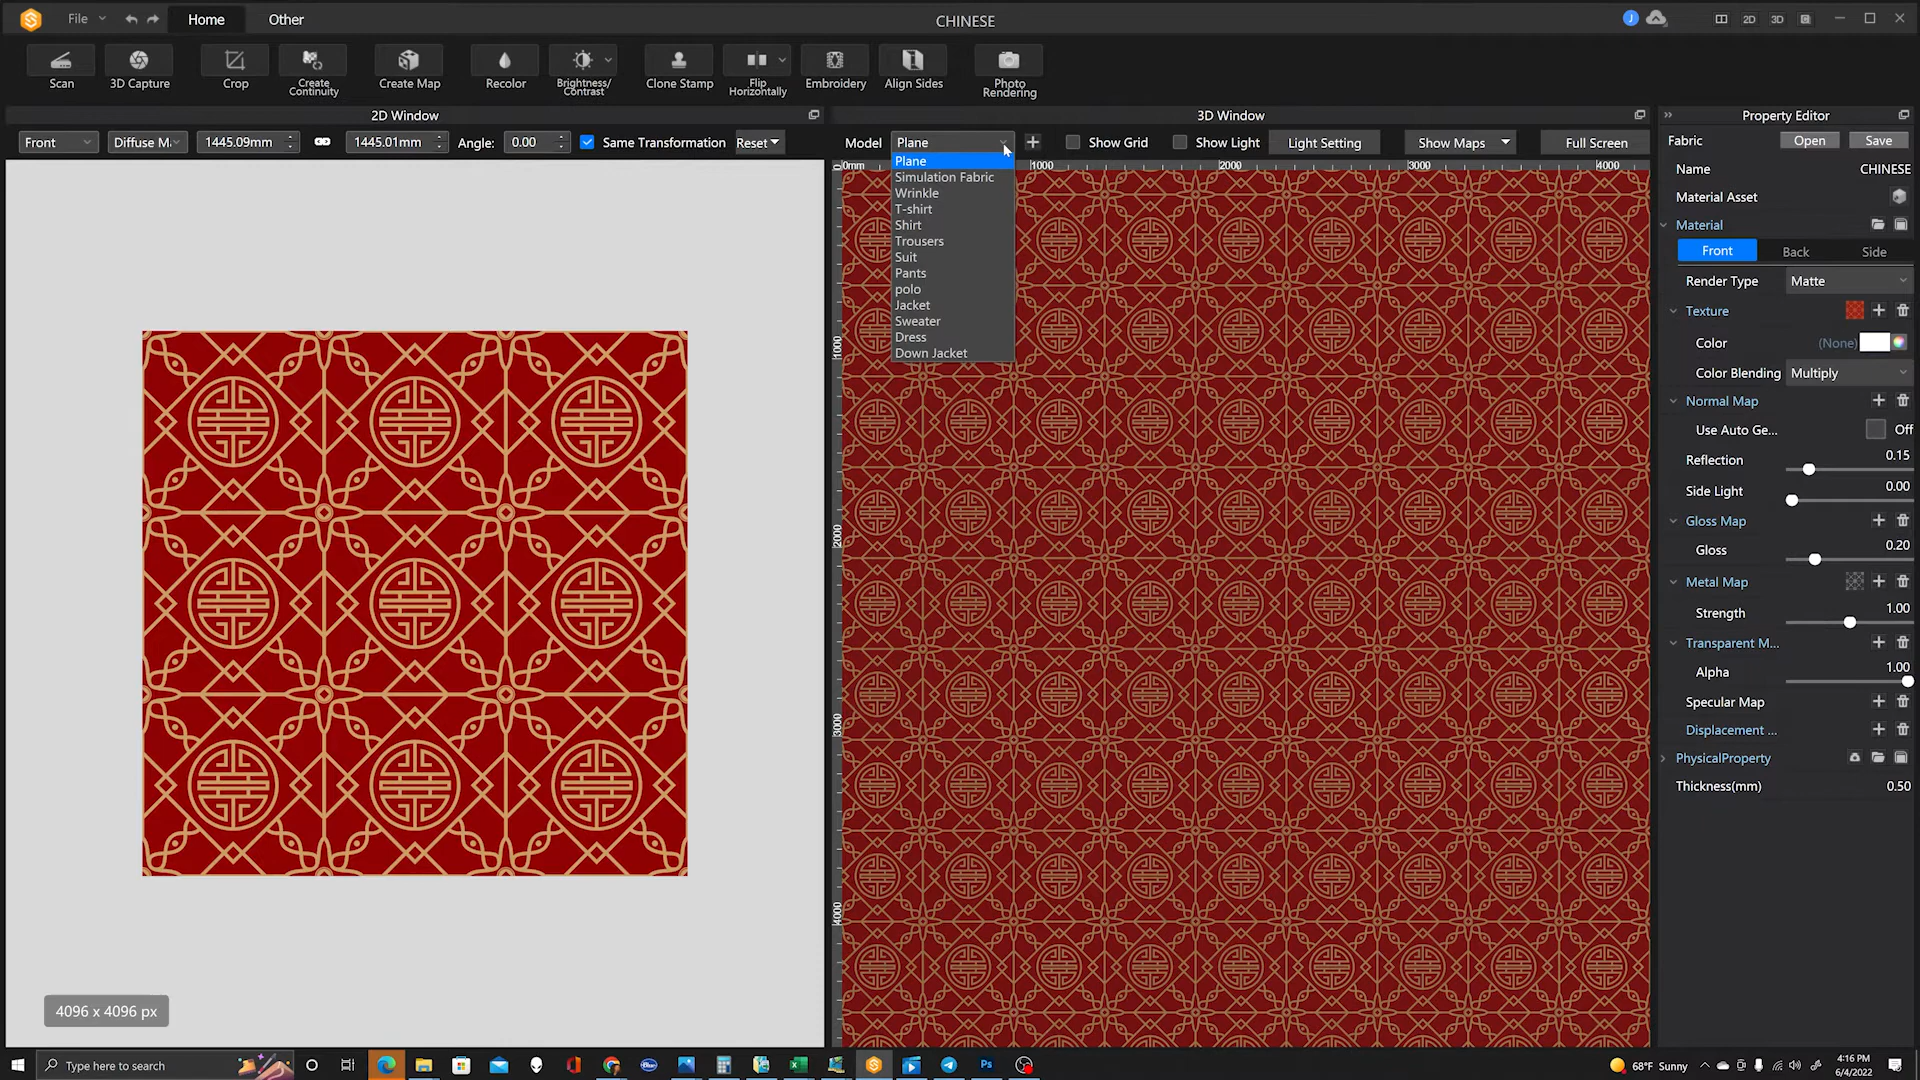 File
Home
Other
CHINESE
J
2D
3D
Scan
3D Capture
Crop
Create
Continuity
Create Map
Recolor
Brightness/
Contrast
Clone Stamp
Flip
Horizontally
Embroidery
Align Sides
Photo
Rendering
2D Window
Front
Diffuse M
1445.09mm
1445.01mm
Angle:
0.00
Same Transformation
Reset
4096 x 4096 px
3D Window
Model
Plane
Show Grid
Show Light
Light Setting
Show Maps
Full Screen
0mm
1000
2000
3000
4000
Plane
Simulation Fabric
Wrinkle
T-shirt
Shirt
Trousers
Suit
Pants
polo
Jacket
Sweater
Dress
Down Jacket
1000
2000
3000
4000
Property Editor
Fabric
Open
Save
Name
CHINESE
Material Asset
Material
Front
Back
Side
Render Type
Matte
Texture
Color
(None)
Color Blending
Multiply
Normal Map
Use Auto Ge...
Off
Reflection
0.15
Side Light
0.00
Gloss Map
Gloss
0.20
Metal Map
Strength
1.00
Transparent M...
Alpha
1.00
Specular Map
Displacement ...
PhysicalProperty
Thickness(mm)
0.50
Type here to search
Ps
68°F Sunny
4:16 PM
6/4/2022